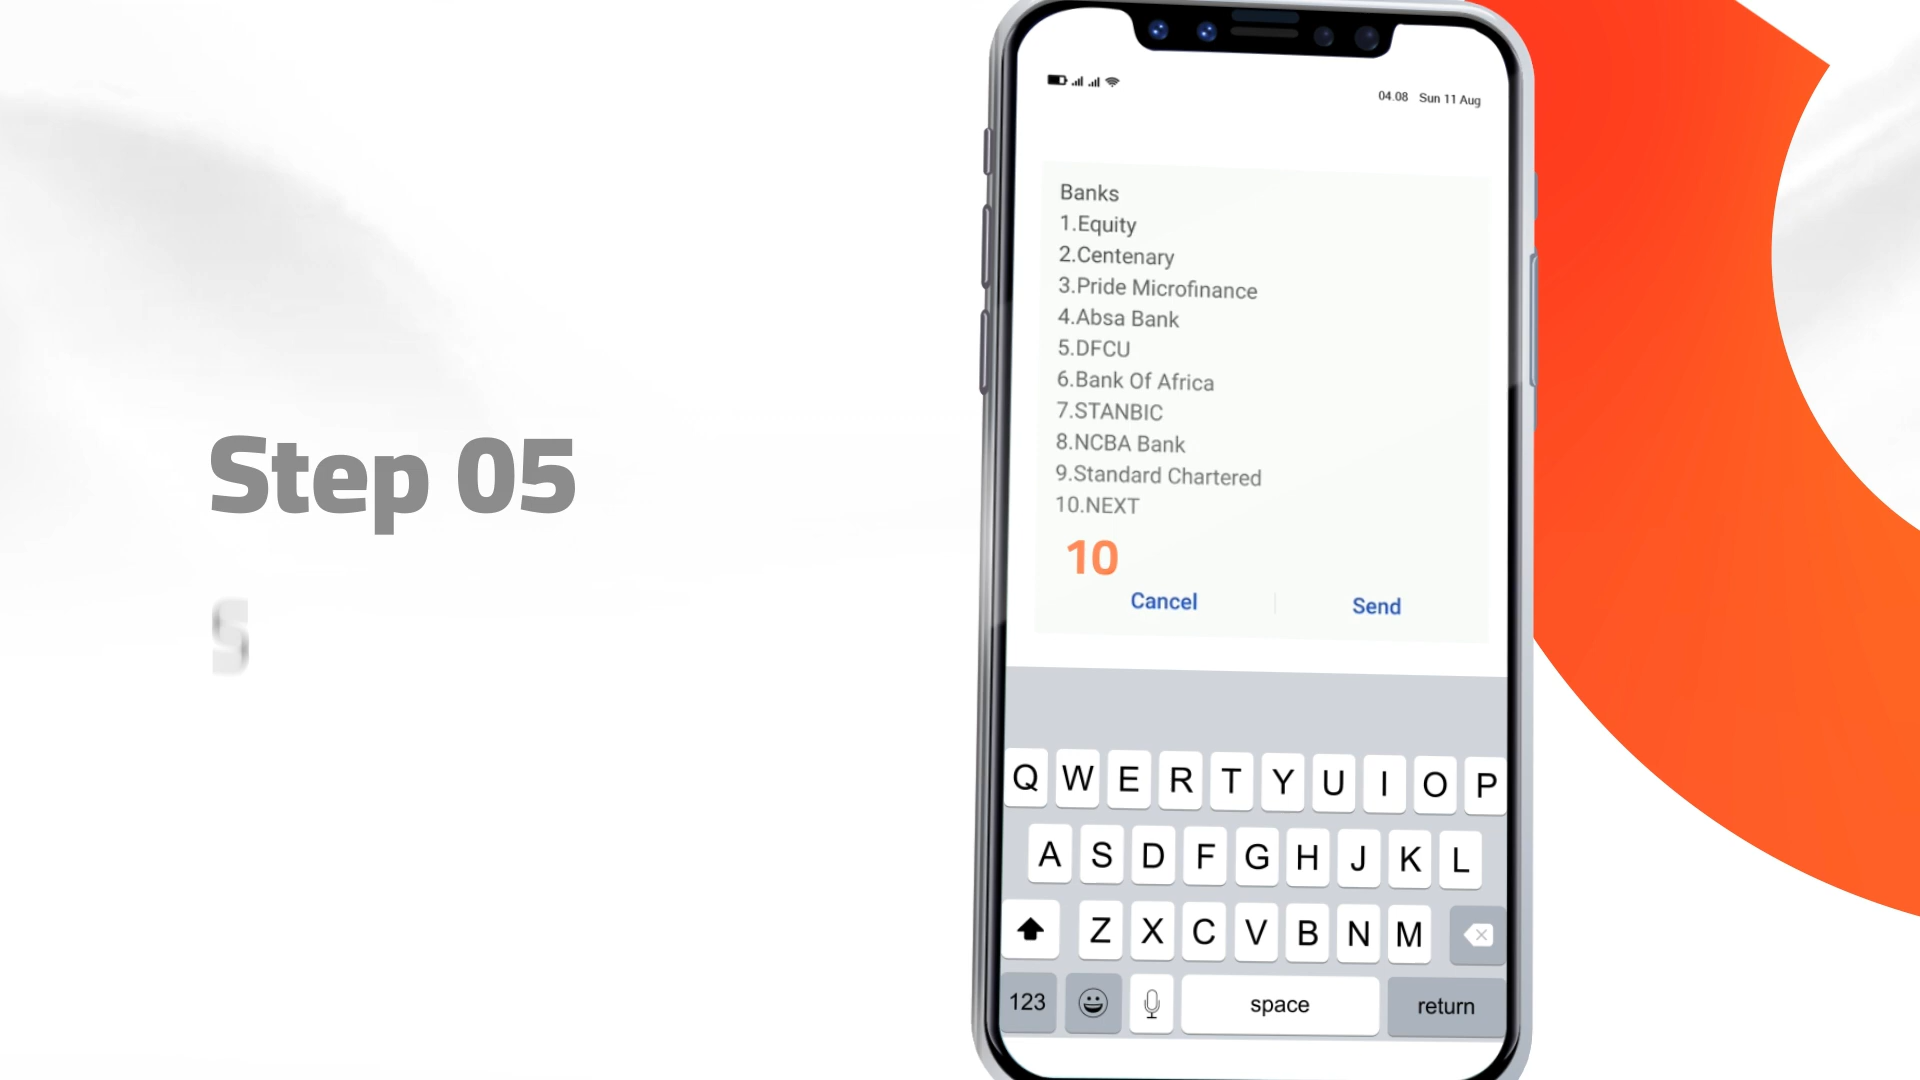 Step 05
S
04.08 Sun 11 Aug
Banks
1.Equity
2.Centenary
3.Pride Microfinance
4.Absa Bank
5.DFCU
6.Bank Of Africa
7.STANBIC
8.NCBA Bank
9.Standard Chartered
10.NEXT
10
Cancel Send
Q W E R T Y U I O P
A S D F G H J K L
Z X C V B N M
123 space return